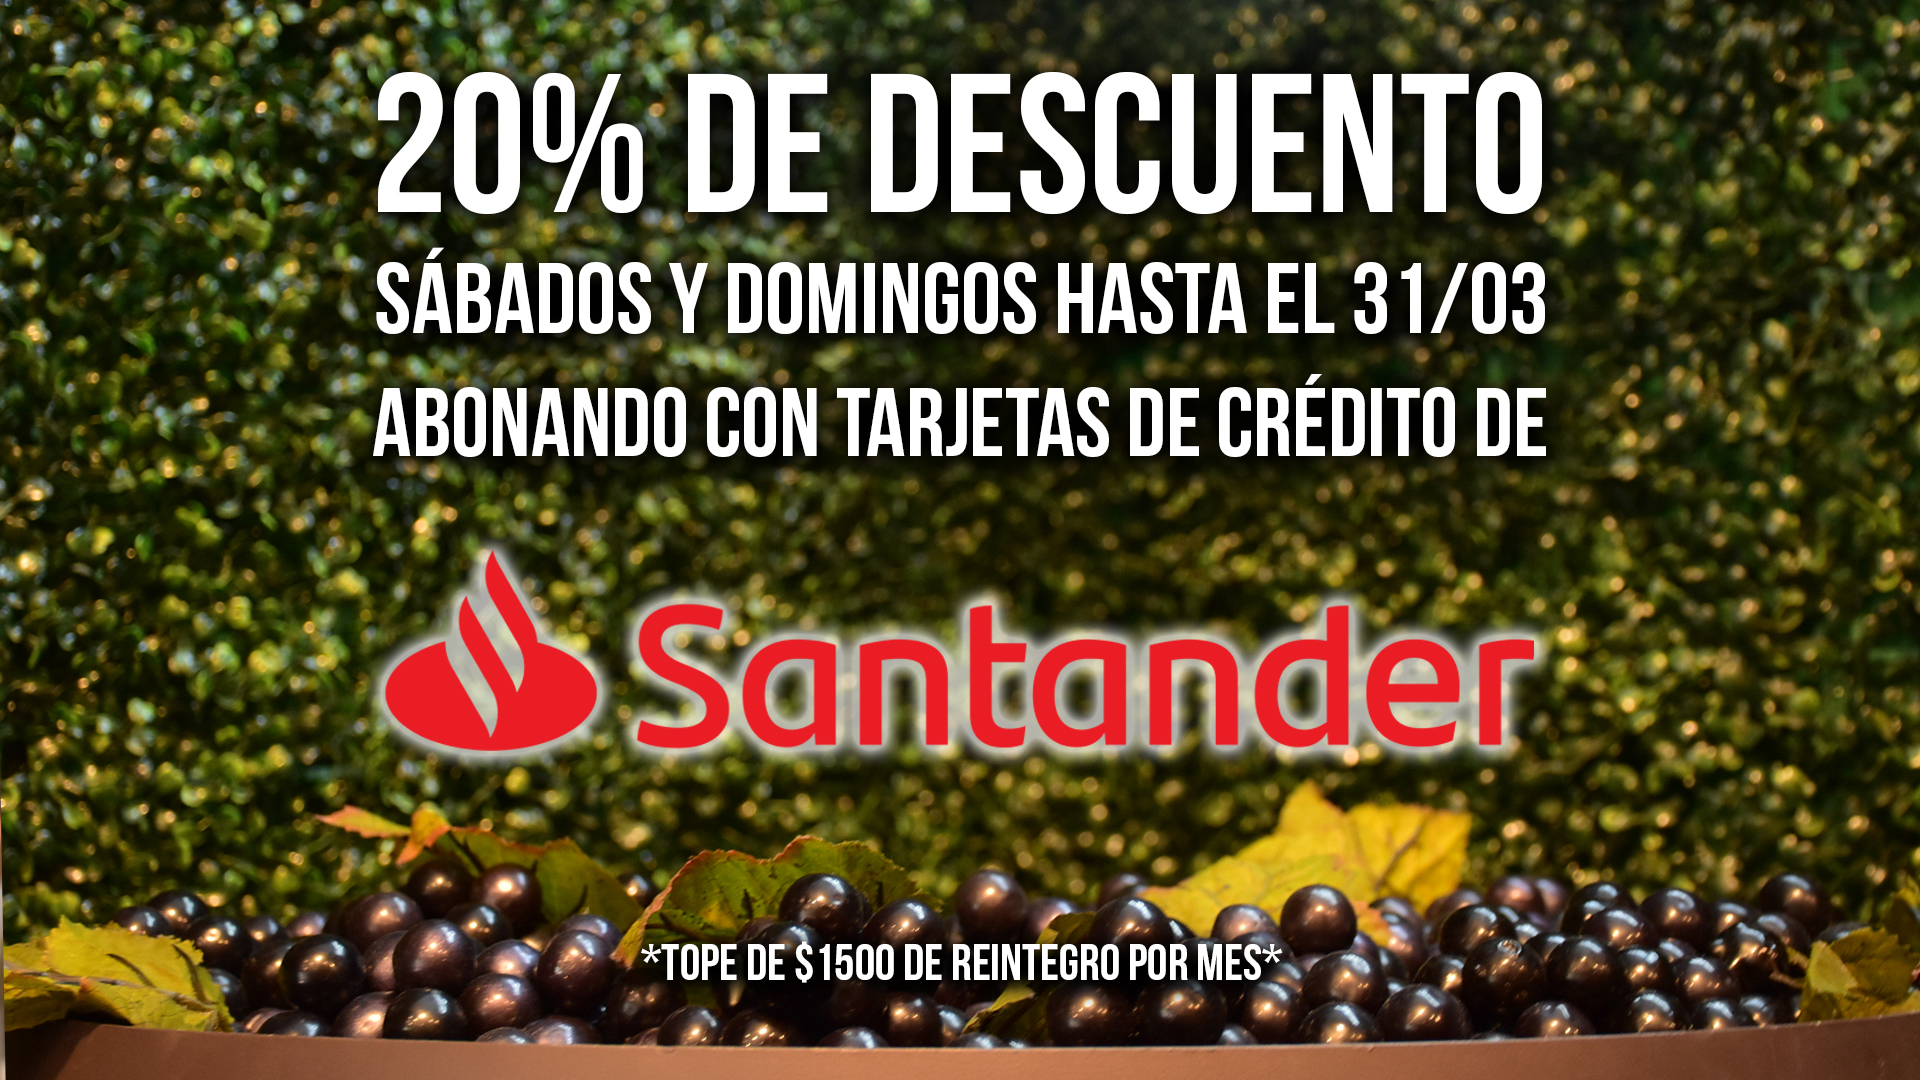 20% DE DESCUENTO
SÁBADOS Y DOMINGOS HASTA EL 31/03
ABONANDO CON TARJETAS DE CRÉDITO DE
Santander
*TOPE DE $1500 DE REINTEGRO POR MES*